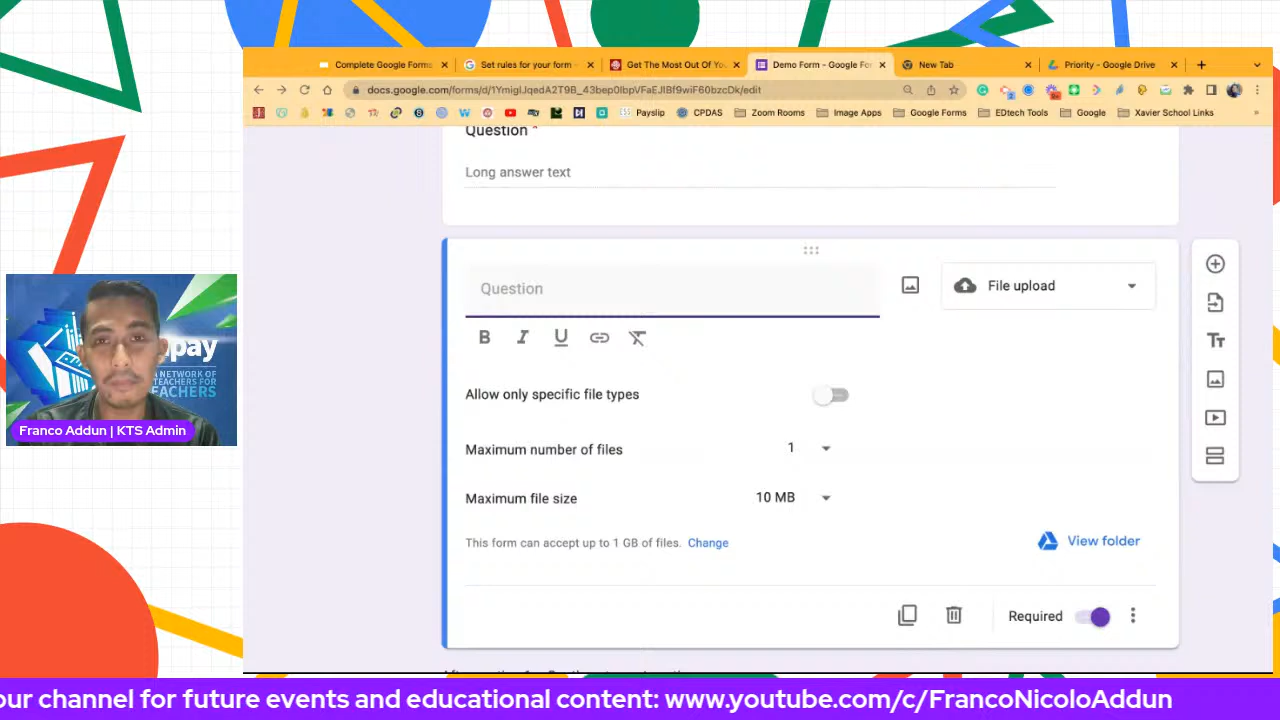 Complete Google Forms
Set rules for your form -
Get The Most Out Of Yo
Demo Form - Google Fo
New Tab
Priority - Google Drive
docs.google.com/forms/d/1YmigIJqedA2T9B_43bep0lbpVFaEJlBf9wiF60bzcDk/edit
Payslip
CPDAS
Zoom Rooms
Image Apps
Google Forms
EDtech Tools
Google
Xavier School Links
Question *
Long answer text
Question
File upload
B I U
Allow only specific file types
Maximum number of files
1
Maximum file size
10 MB
This form can accept up to 1 GB of files. Change
View folder
Required
pay
A NETWORK OF
TEACHERS FOR
TEACHERS
Franco Addun | KTS Admin
our channel for future events and educational content: www.youtube.com/c/FrancoNicoloAddun